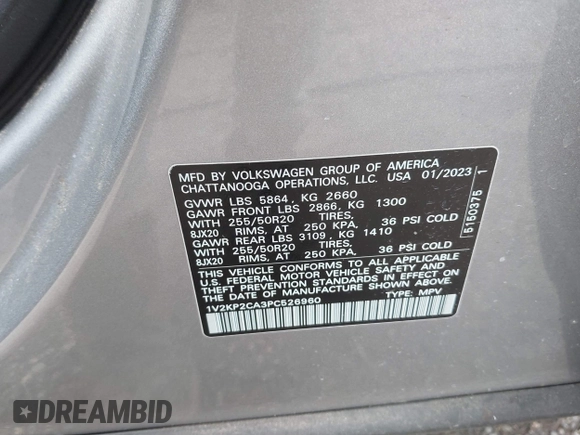 MFD BY VOLKSWAGEN GROUP OF AMERICA
CHATTANOOGA OPERATIONS, LLC. USA 01/2023
GVWR LBS 5864, KG 2660
GAWR FRONT LBS 2866, KG 1300
WITH 255/50R20 TIRES,
8JX20 RIMS, AT 250 KPA, 36 PSI COLD
GAWR REAR LBS 3109, KG 1410
WITH 255/50R20 TIRES,
8JX20 RIMS, AT 250 KPA, 36 PSI COLD
THIS VEHICLE CONFORMS TO ALL APPLICABLE
U.S. FEDERAL MOTOR VEHICLE SAFETY AND
THEFT PREVENTION STANDARDS IN EFFECT ON
THE DATE OF MANUFACTURE SHOWN ABOVE.
1V2KP2CA3PC526960 TYPE: MPV
5150375 1
DREAMBID